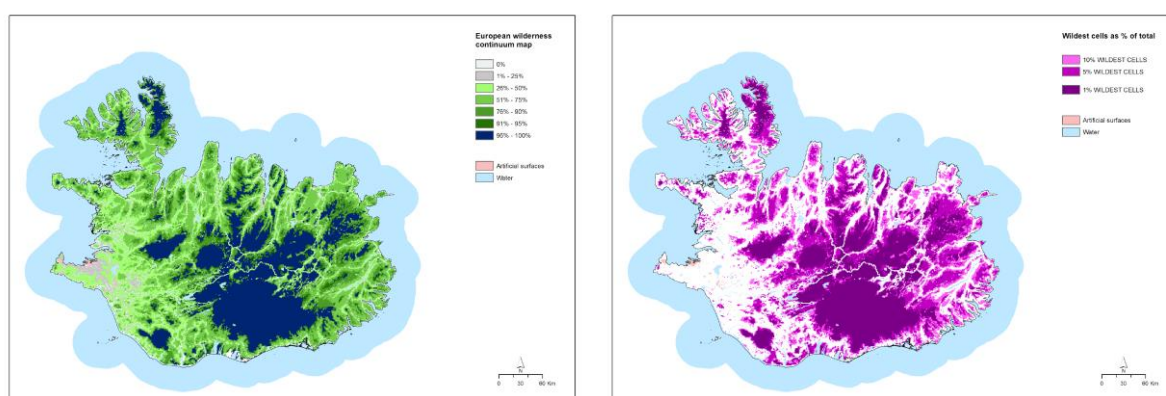 European wilderness
continuum map
0%
1% - 25%
26% - 50%
51% - 75%
76% - 90%
91% - 95%
96% - 100%
Artificial surfaces
Water
N
0 30 60 Km
Wildest cells as % of total
10% WILDEST CELLS
5% WILDEST CELLS
1% WILDEST CELLS
Artificial surfaces
Water
N
0 30 60 Km